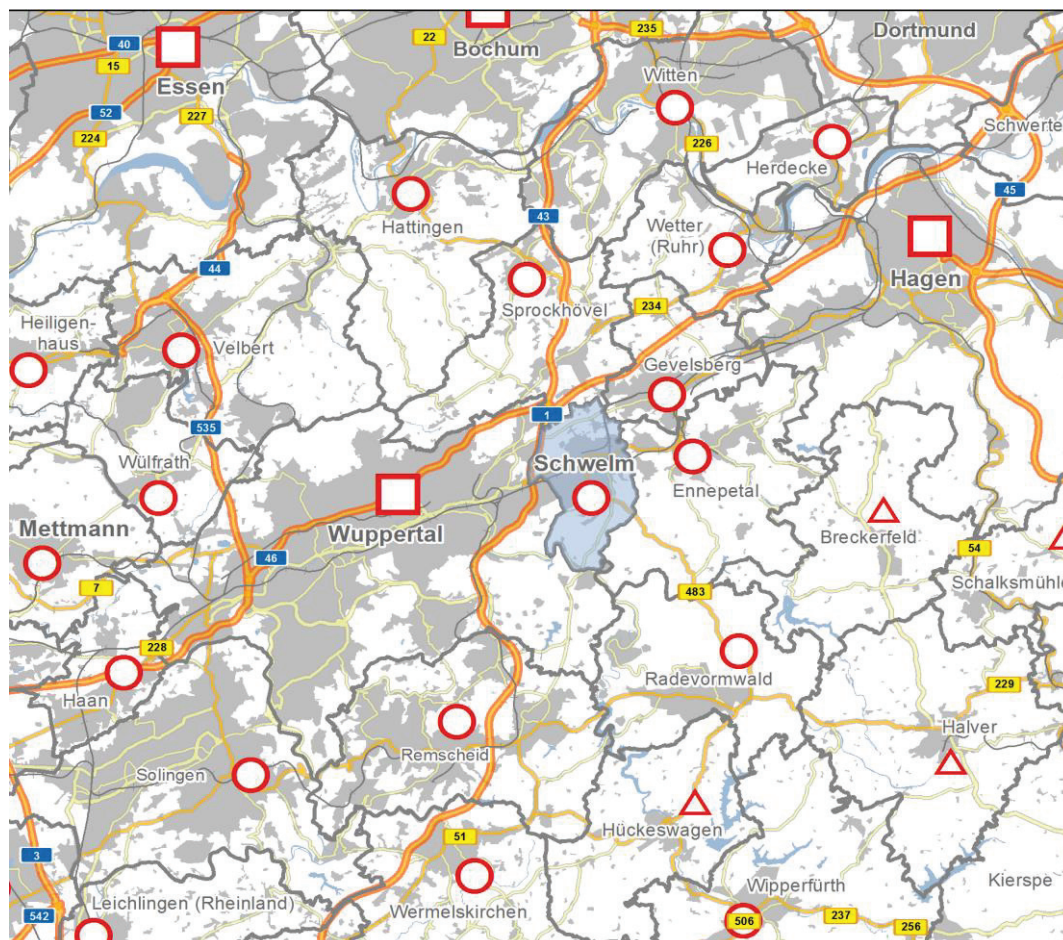 40
22
235
Dortmund
Bochum
15
Essen
Witten
52
227
224
226
Schwerte
Herdecke
45
Hattingen
43
Wetter
(Ruhr)
44
Hagen
Sprockhövel
234
Heiligen-
haus
Velbert
Gevelsberg
1
535
Wülfrath
Schwelm
Ennepetal
Mettmann
Wuppertal
Breckerfeld
46
54
7
483
Schalksmühle
228
Haan
Radevormwald
229
Halver
Remscheid
Solingen
Hückeswagen
51
3
Kierspe
Wipperfürth
Leichlingen (Rheinland)
Wermelskirchen
542
506
237
256